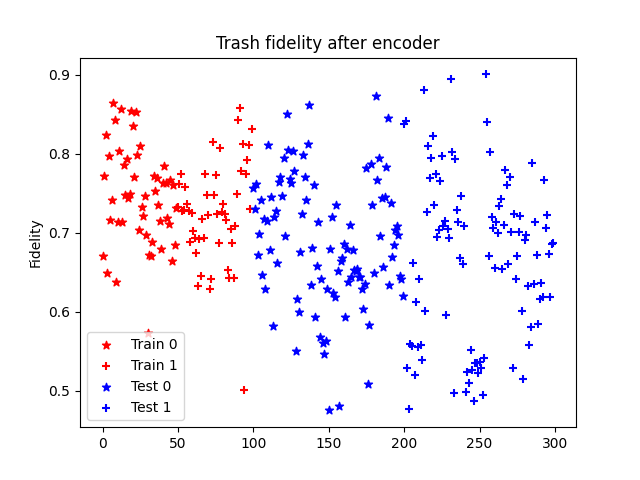 Trash fidelity after encoder
0.9
0.8
0.7
0.6
0.5
Fidelity
Train 0
Train 1
Test 0
Test 1
0 50 100 150 200 250 300